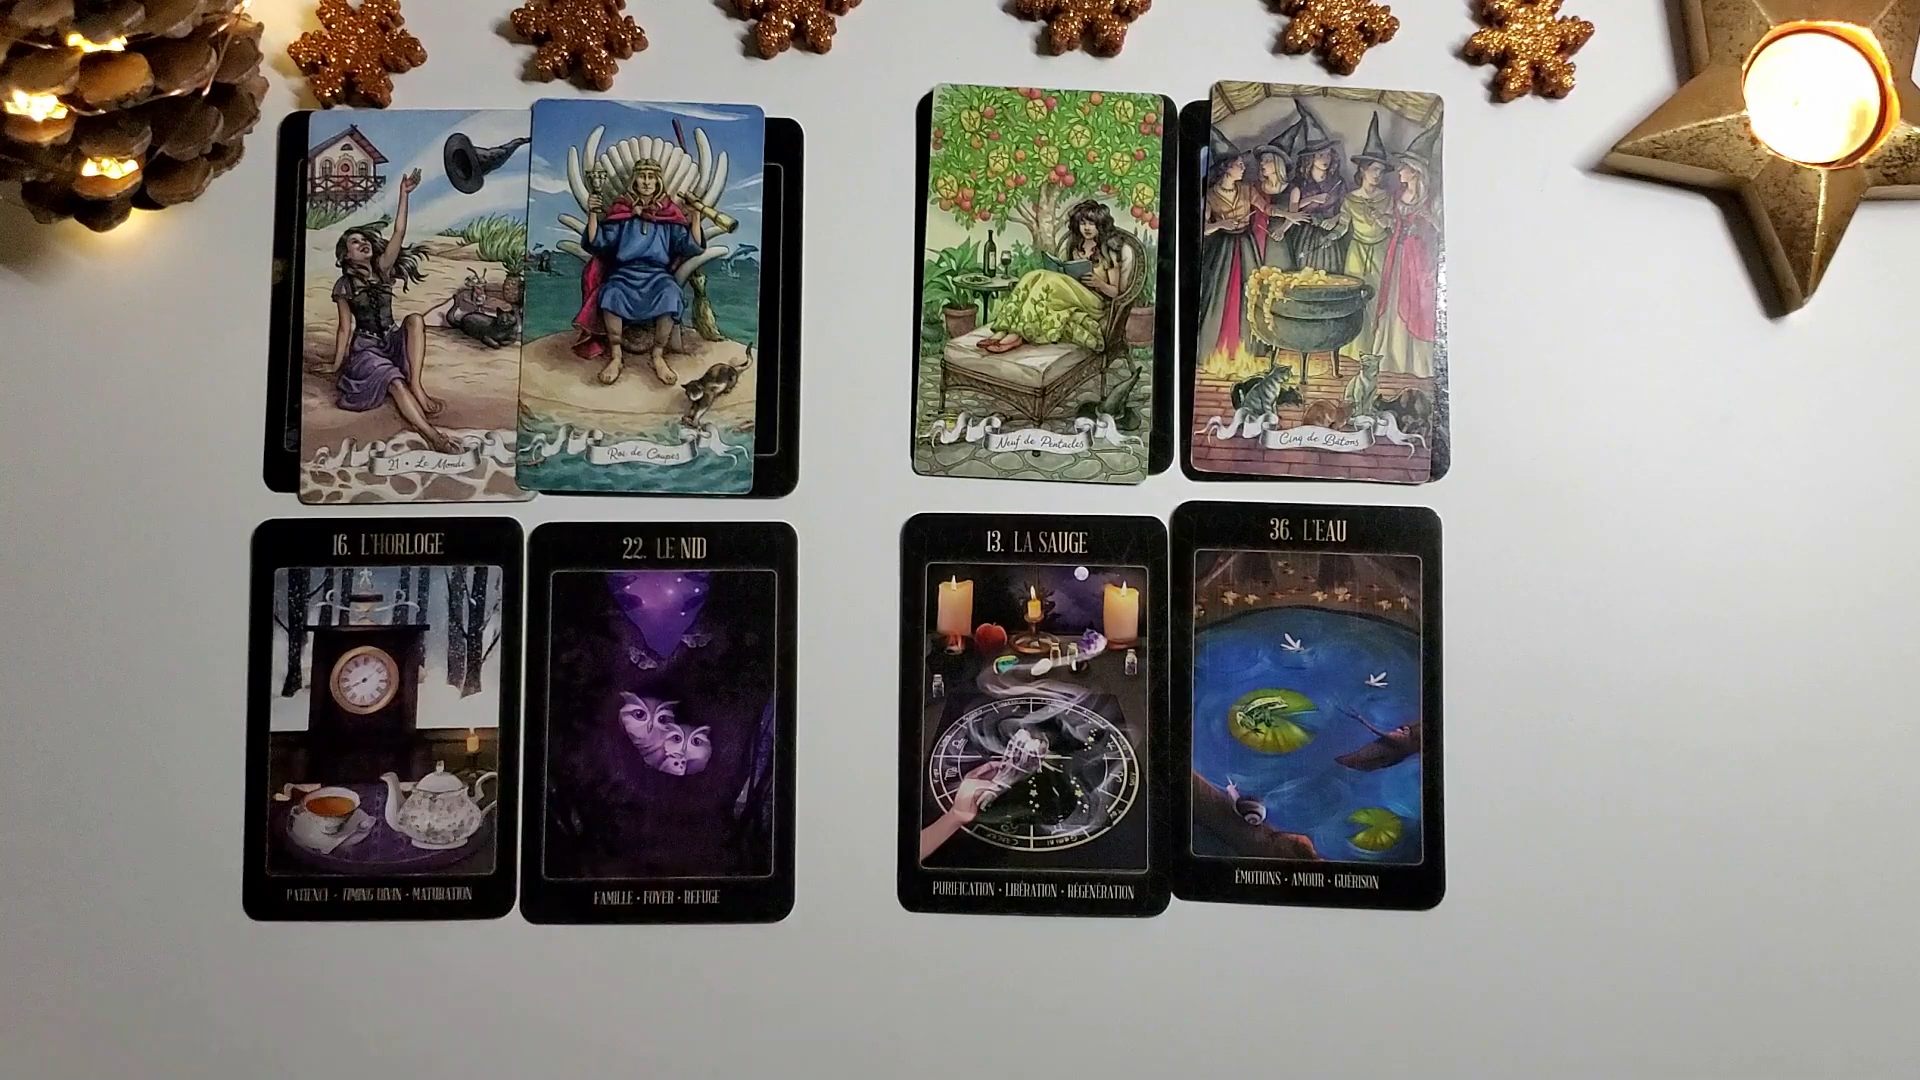 21 • Le Monde
Roi de Coupes
Neuf de Pentacles
Cinq de Bâtons
16. L'HORLOGE
22. LE NID
13. LA SAUGE
36. L'EAU
PATIENCE • TIMING DIVIN • MATURATION
FAMILLE • FOYER • REFUGE
PURIFICATION • LIBÉRATION • RÉGÉNÉRATION
ÉMOTIONS • AMOUR • GUÉRISON